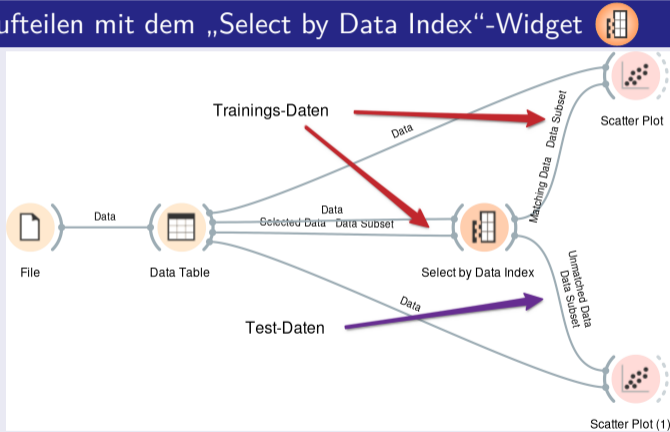 ufteilen mit dem „Select by Data Index“-Widget
Trainings-Daten
Data
Matching Data Data Subset
Scatter Plot
Data
Data
Selected Data Data Subset
File
Data Table
Select by Data Index
Unmatched Data
Data Subset
Data
Test-Daten
Scatter Plot (1)